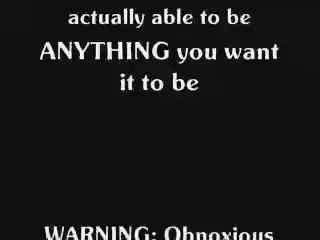 actually able to be
ANYTHING you want
it to be
WARNING: Obnoxious